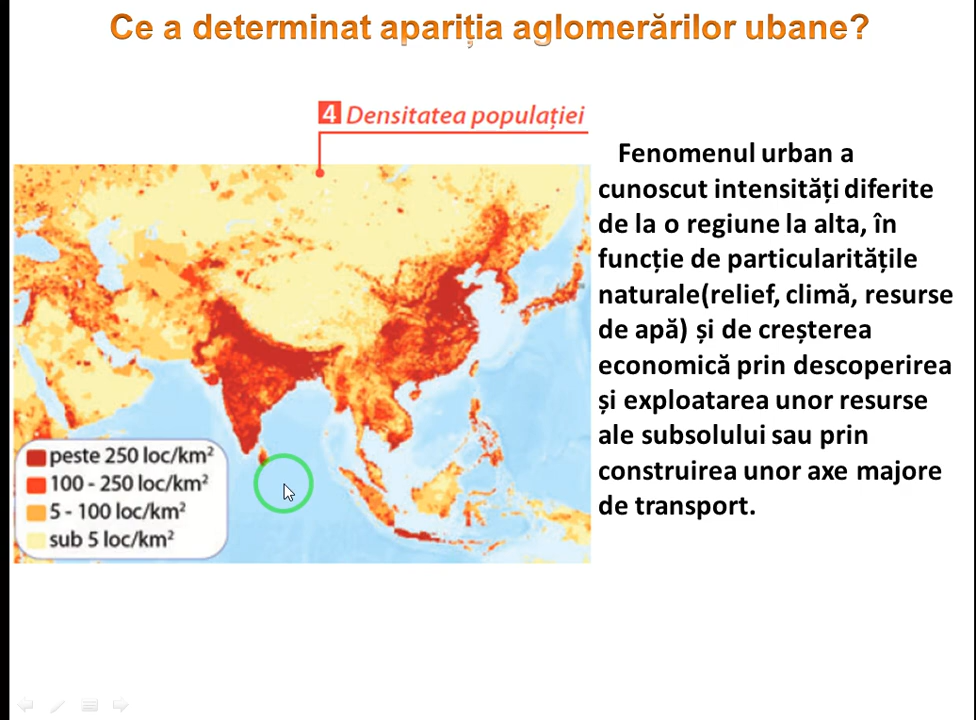 Ce a determinat apariția aglomerărilor ubane?
4 Densitatea populației
Fenomenul urban a
cunoscut intensități diferite
de la o regiune la alta, în
funcție de particularitățile
naturale(relief, climă, resurse
de apă) și de creșterea
economică prin descoperirea
și exploatarea unor resurse
ale subsolului sau prin
construirea unor axe majore
de transport.
peste 250 loc/km²
100 - 250 loc/km²
5 - 100 loc/km²
sub 5 loc/km²